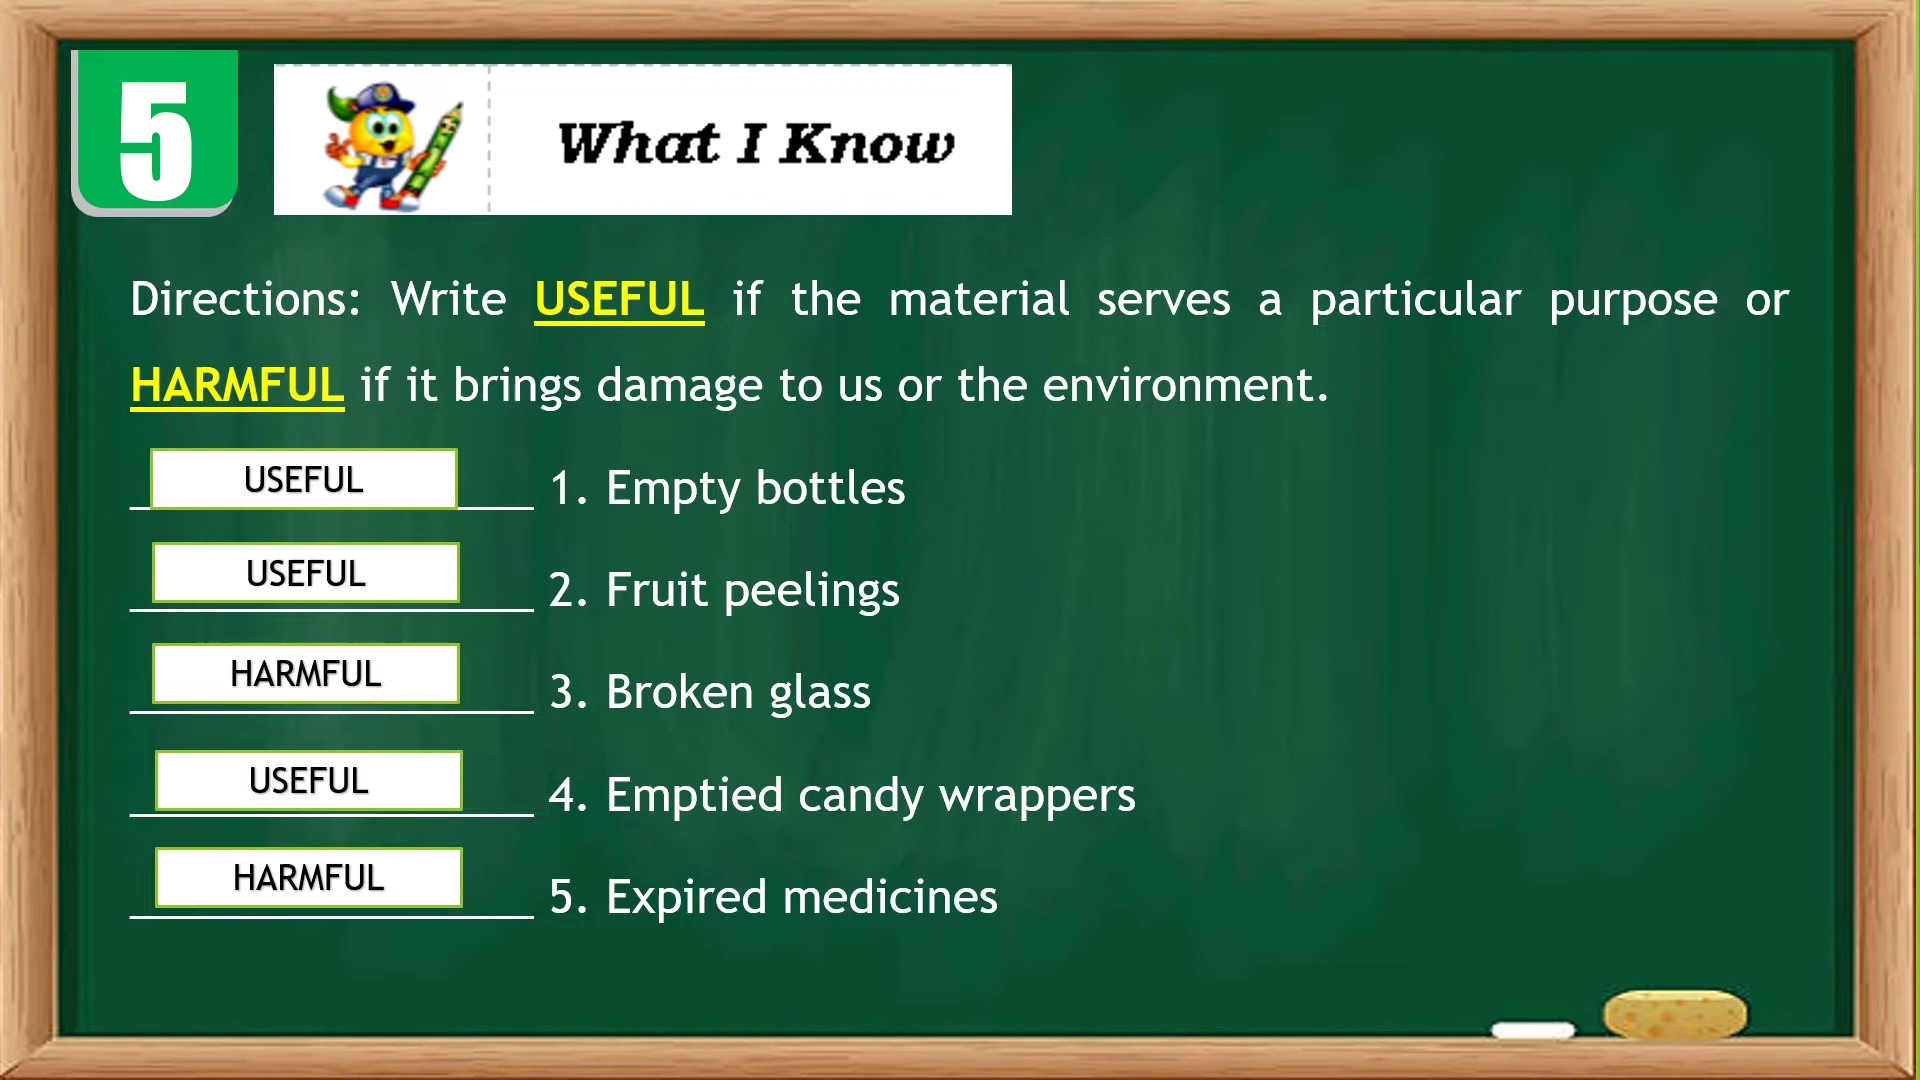 5
What I Know
Directions: Write USEFUL if the material serves a particular purpose or
HARMFUL if it brings damage to us or the environment.
USEFUL 1. Empty bottles
USEFUL 2. Fruit peelings
HARMFUL 3. Broken glass
USEFUL 4. Emptied candy wrappers
HARMFUL 5. Expired medicines